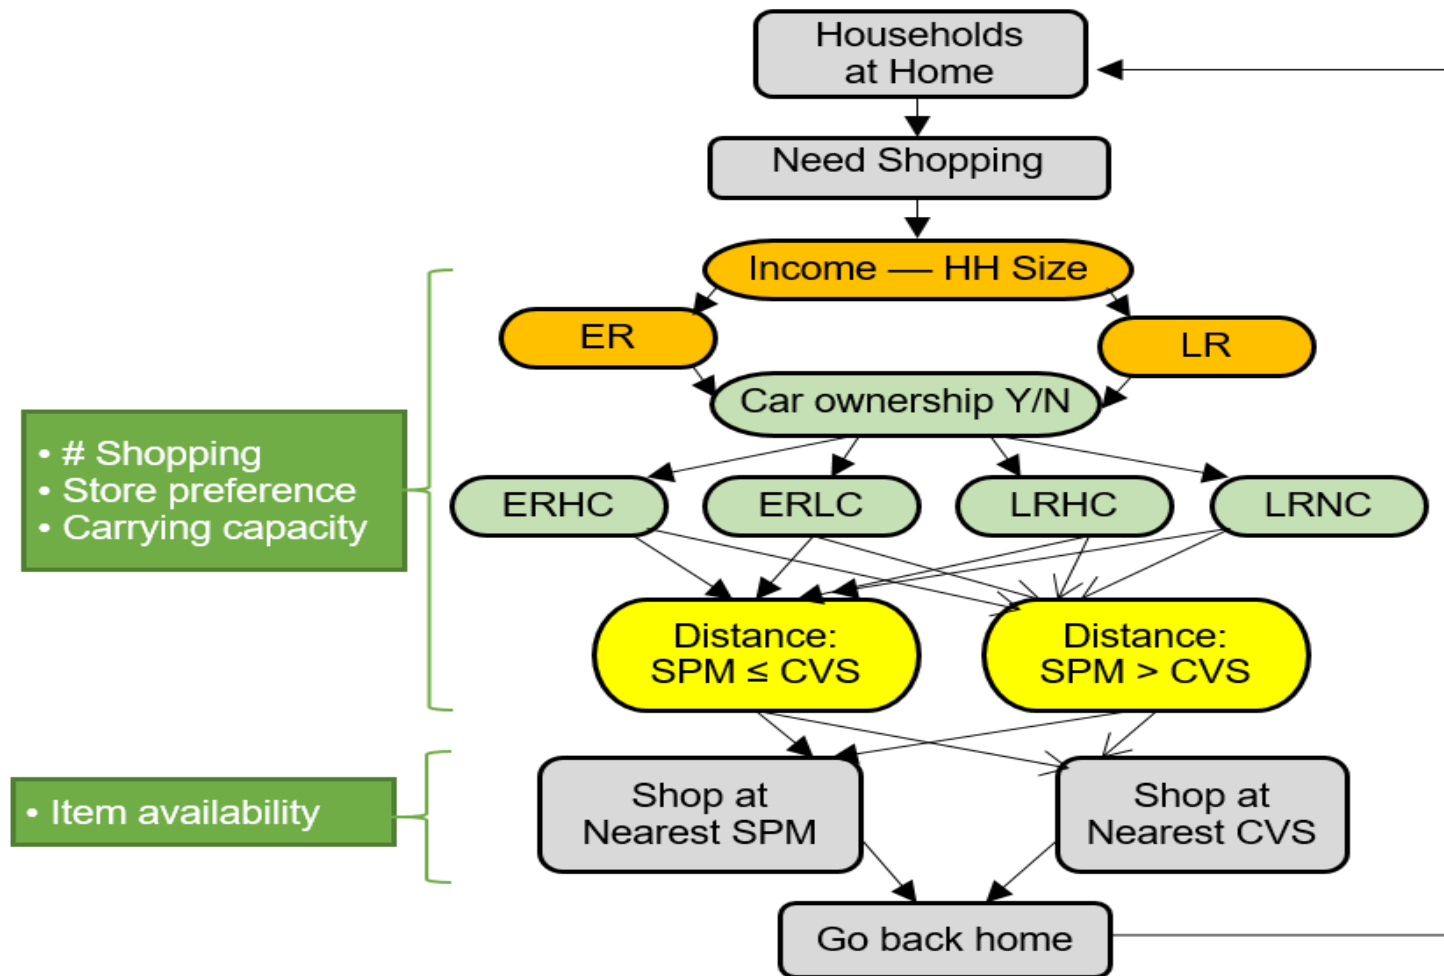 Households
at Home
Need Shopping
Income — HH Size
ER
LR
Car ownership Y/N
• # Shopping
• Store preference
• Carrying capacity
ERHC
ERLC
LRHC
LRNC
Distance:
SPM ≤ CVS
Distance:
SPM > CVS
• Item availability
Shop at
Nearest SPM
Shop at
Nearest CVS
Go back home